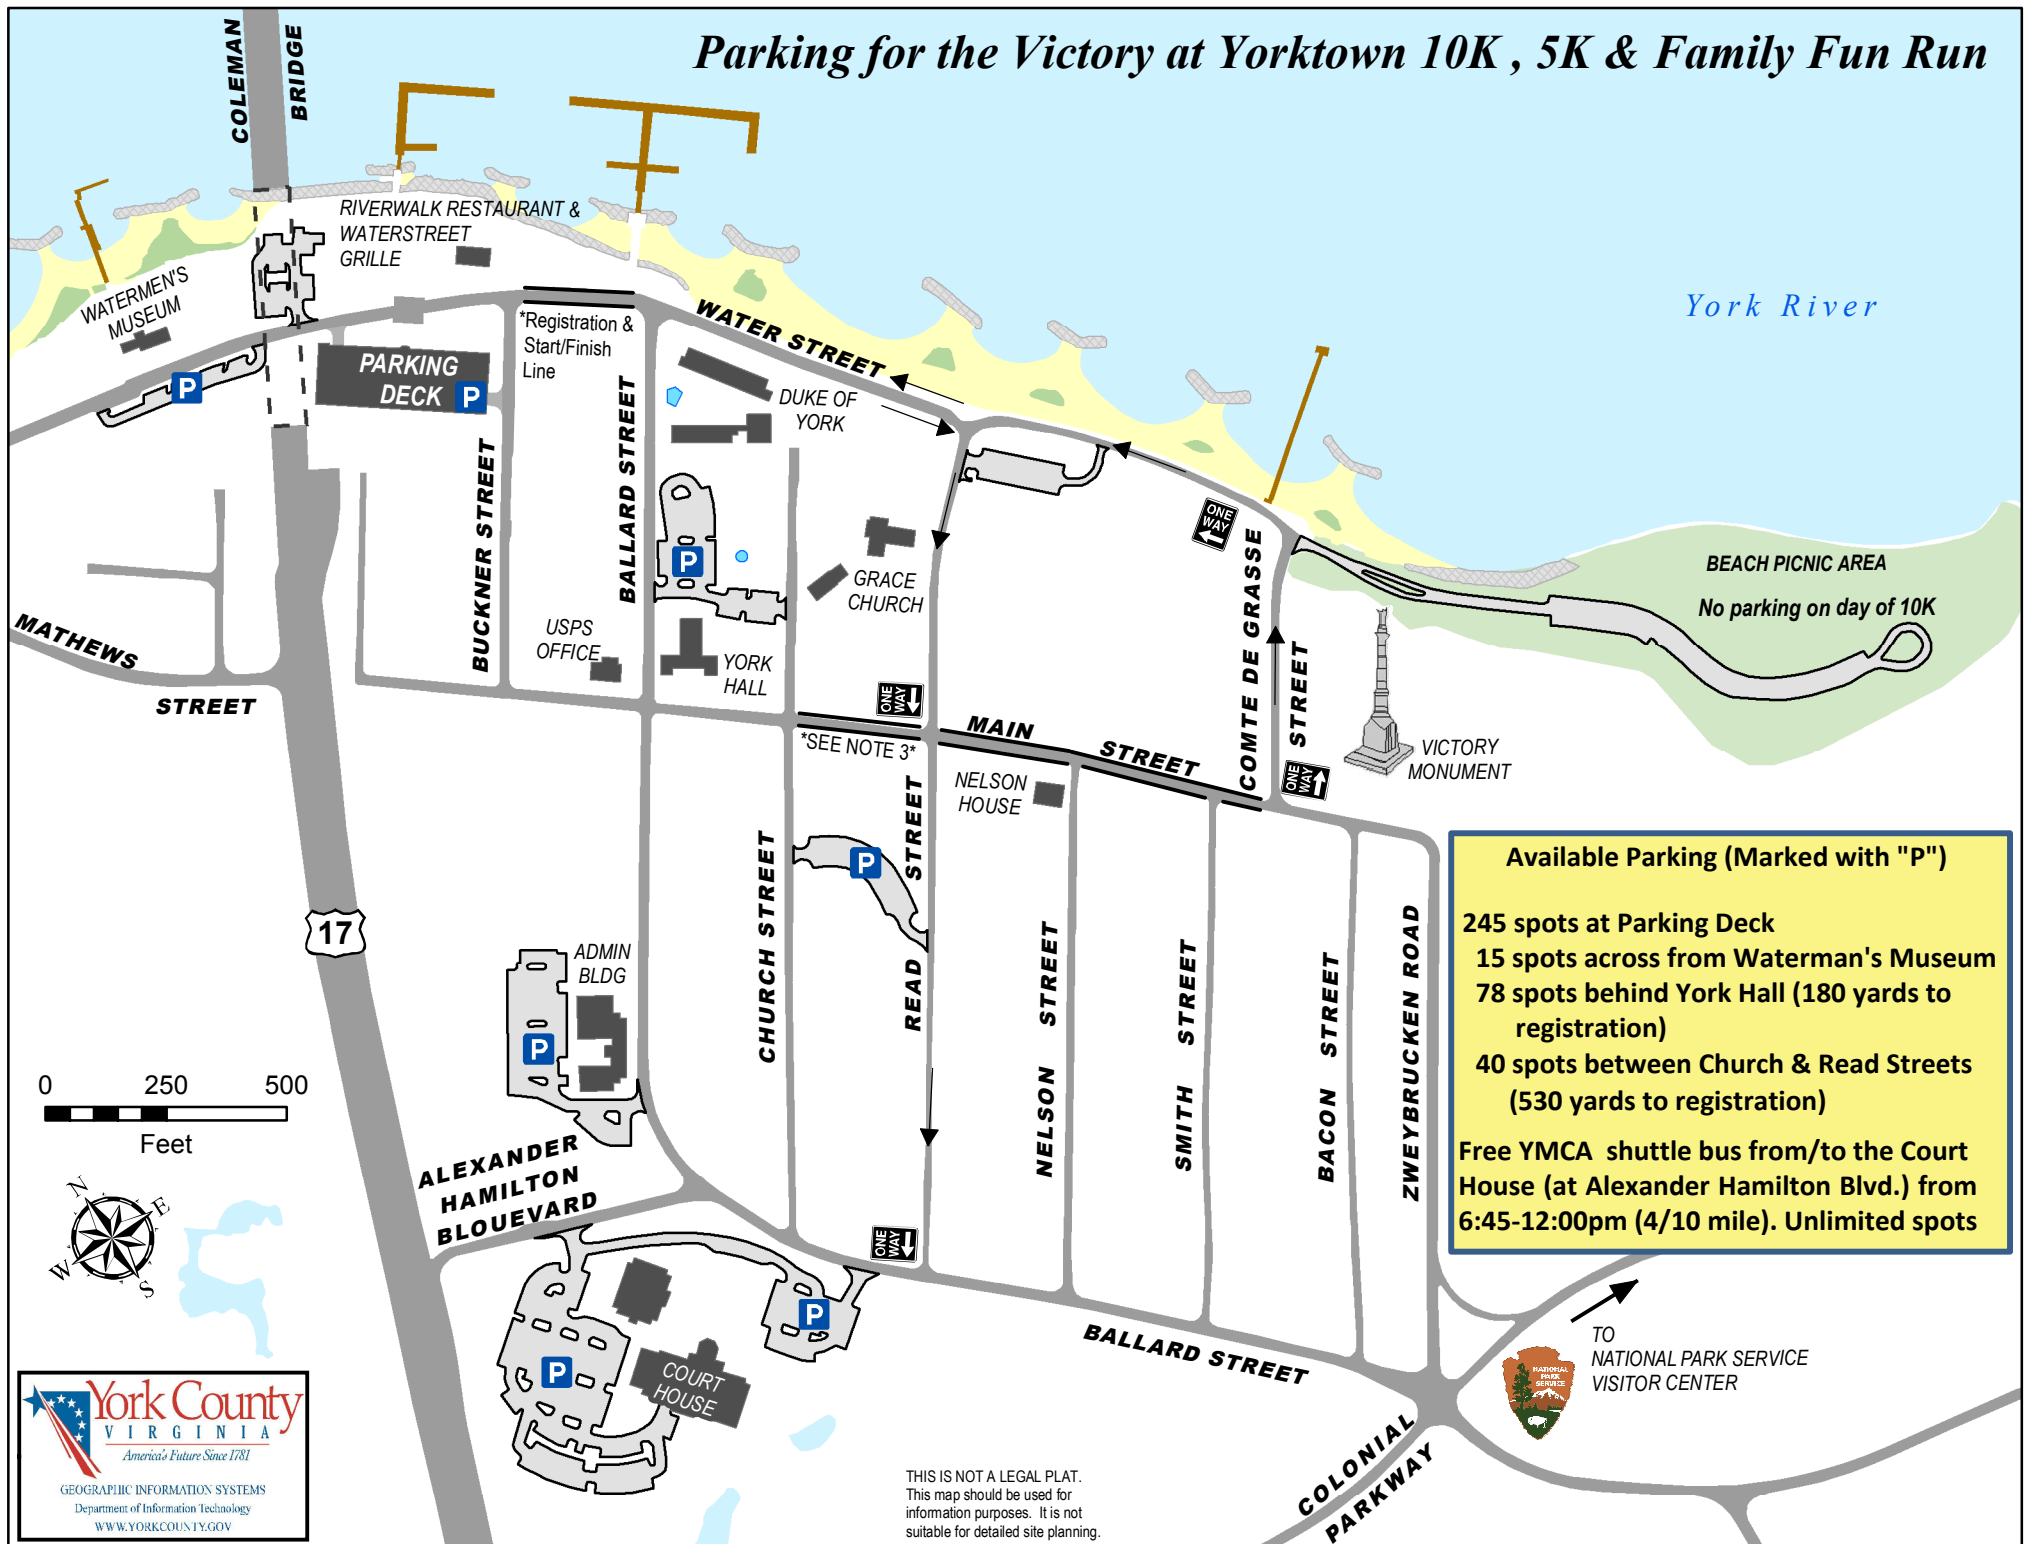 Parking for the Victory at Yorktown 10K , 5K & Family Fun Run
COLEMAN
BRIDGE
RIVERWALK RESTAURANT &
WATERSTREET
GRILLE
WATERMEN'S
MUSEUM
York River
WATER STREET
*Registration &
Start/Finish
Line
PARKING
DECK P
P
DUKE OF
YORK
BUCKNER STREET
BALLARD STREET
P
GRACE
CHURCH
ONE
WAY
COMTE DE GRASSE
STREET
BEACH PICNIC AREA
No parking on day of 10K
MATHEWS
STREET
USPS
OFFICE
YORK
HALL
ONE
WAY
MAIN
STREET
*SEE NOTE 3*
NELSON
HOUSE
ONE
WAY
VICTORY
MONUMENT
CHURCH STREET
P
READ
STREET
NELSON STREET
SMITH STREET
BACON STREET
ZWEYBRUCKEN ROAD
17
ADMIN
BLDG
P
Available Parking (Marked with "P")
245 spots at Parking Deck
15 spots across from Waterman's Museum
78 spots behind York Hall (180 yards to
registration)
40 spots between Church & Read Streets
(530 yards to registration)
Free YMCA shuttle bus from/to the Court
House (at Alexander Hamilton Blvd.) from
6:45-12:00pm (4/10 mile). Unlimited spots
0 250 500
Feet
N
E
W
S
ALEXANDER
HAMILTON
BLOUEVARD
ONE
WAY
P
P
COURT
HOUSE
BALLARD STREET
COLONIAL
PARKWAY
TO
NATIONAL PARK SERVICE
VISITOR CENTER
NATIONAL
PARK
SERVICE
York County
VIRGINIA
America's Future Since 1781
GEOGRAPHIC INFORMATION SYSTEMS
Department of Information Technology
WWW.YORKCOUNTY.GOV
THIS IS NOT A LEGAL PLAT.
This map should be used for
information purposes. It is not
suitable for detailed site planning.